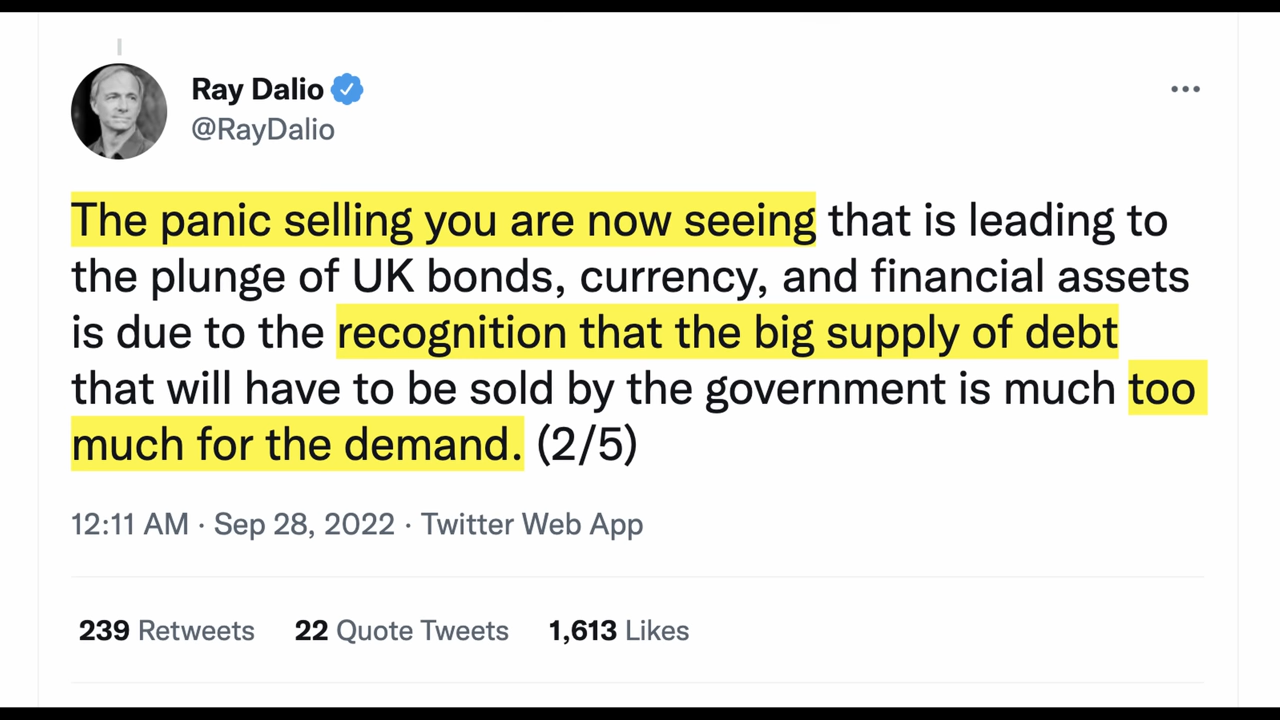 Ray Dalio
@RayDalio
The panic selling you are now seeing that is leading to
the plunge of UK bonds, currency, and financial assets
is due to the recognition that the big supply of debt
that will have to be sold by the government is much too
much for the demand. (2/5)
12:11 AM · Sep 28, 2022 · Twitter Web App
239 Retweets 22 Quote Tweets 1,613 Likes